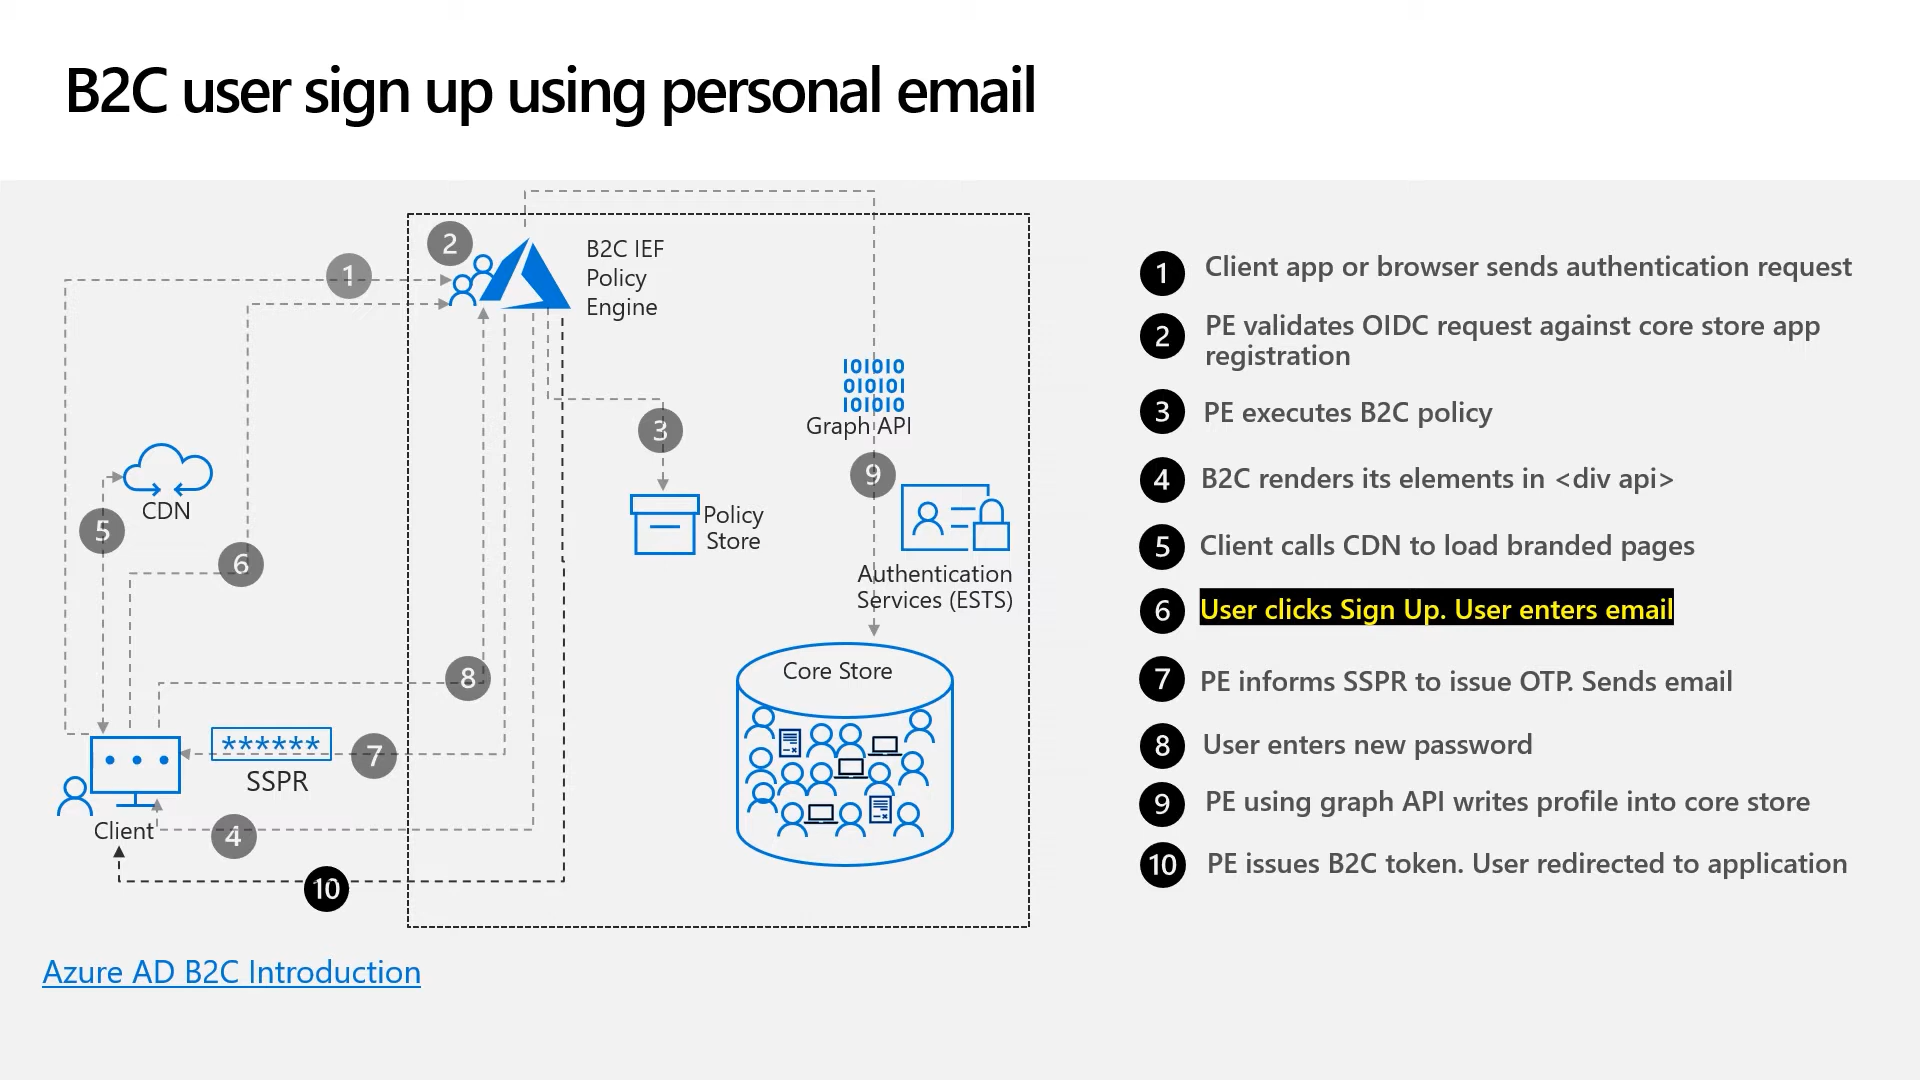 B2C user sign up using personal email
2
B2C IEF
Policy
Engine
1
101010
010101
101010
Graph API
3
9
CDN
Policy
Store
5
6
Authentication
Services (ESTS)
Core Store
8
******
7
SSPR
Client
4
10
1 Client app or browser sends authentication request
2 PE validates OIDC request against core store app
registration
3 PE executes B2C policy
4 B2C renders its elements in <div api>
5 Client calls CDN to load branded pages
6 User clicks Sign Up. User enters email
7 PE informs SSPR to issue OTP. Sends email
8 User enters new password
9 PE using graph API writes profile into core store
10 PE issues B2C token. User redirected to application
Azure AD B2C Introduction